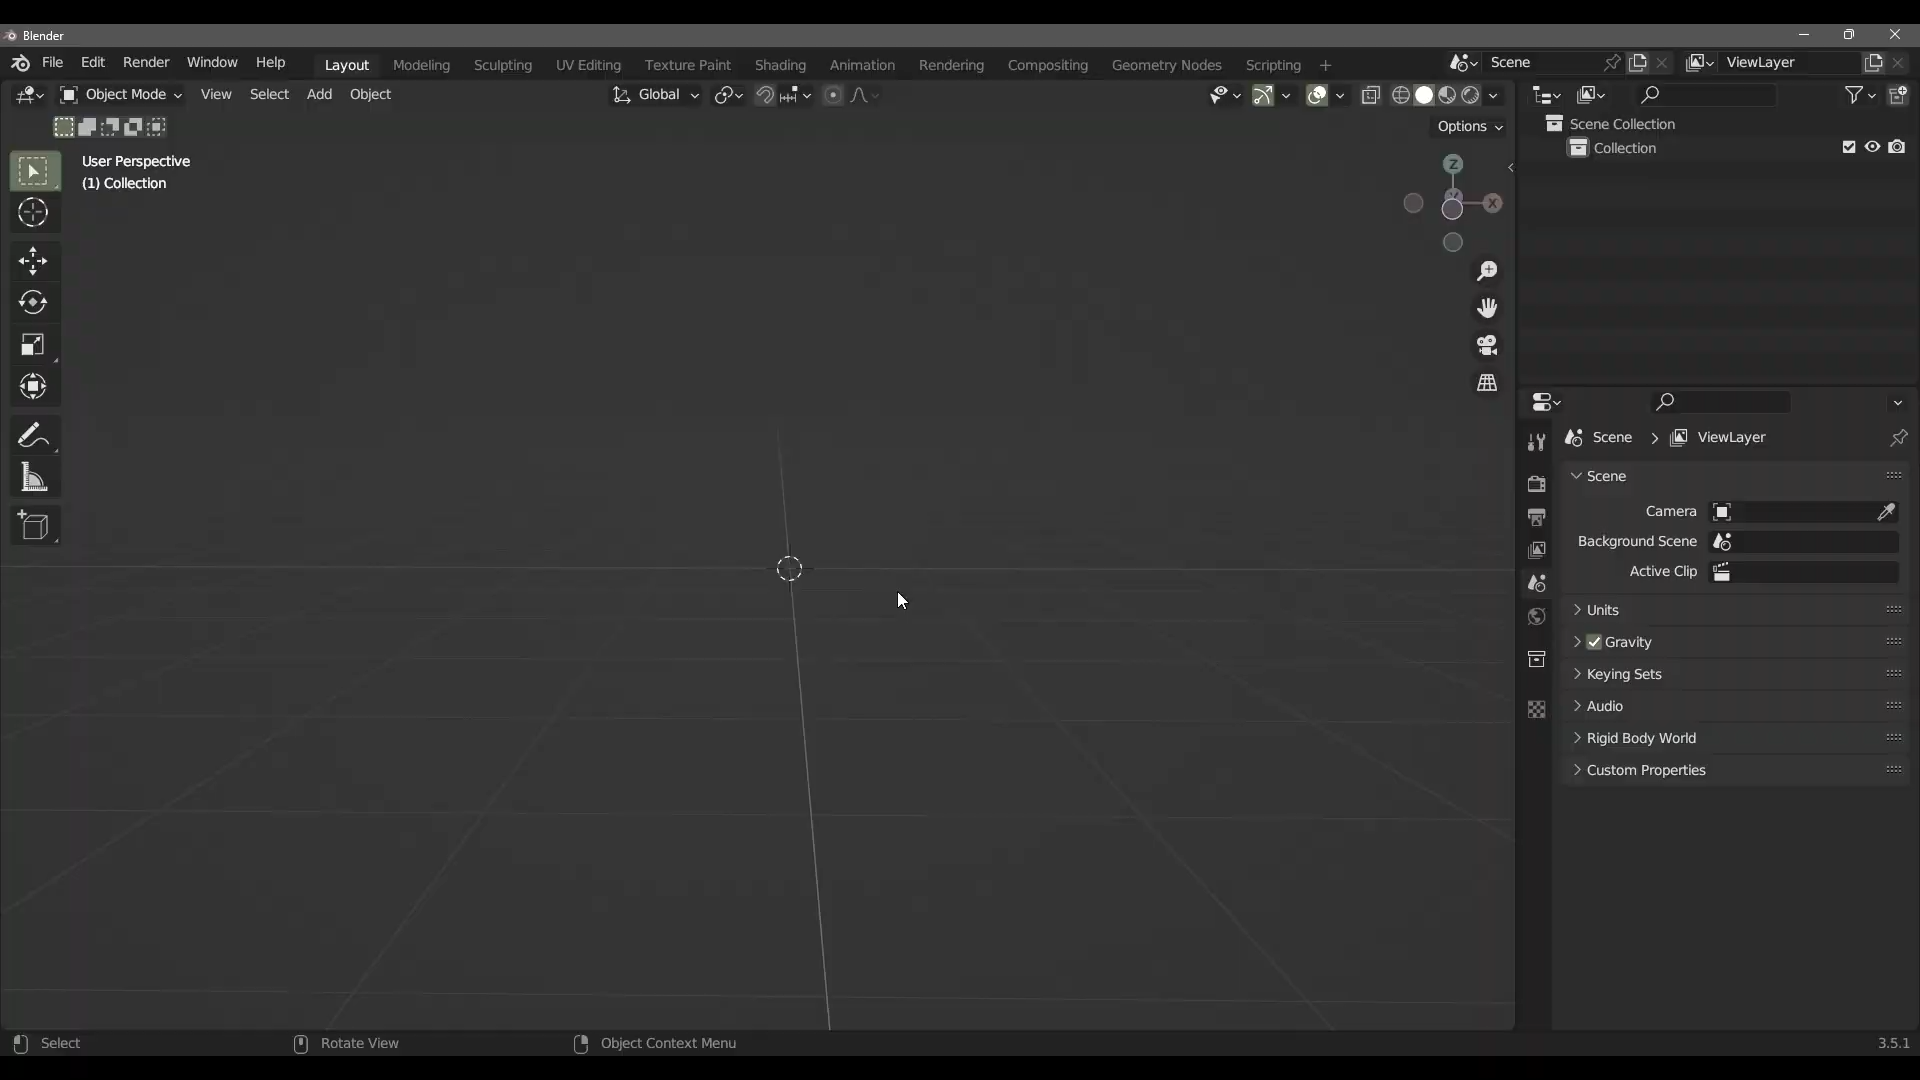 Blender
File Edit Render Window Help Layout Modeling Sculpting UV Editing Texture Paint Shading Animation Rendering Compositing Geometry Nodes Scripting + Scene ViewLayer
Object Mode View Select Add Object Global
Options
User Perspective
(1) Collection
Z
Y
X
Scene Collection
Collection
Scene > ViewLayer
Scene
Camera
Background Scene
Active Clip
Units
Gravity
Keying Sets
Audio
Rigid Body World
Custom Properties
Select Rotate View Object Context Menu 3.5.1